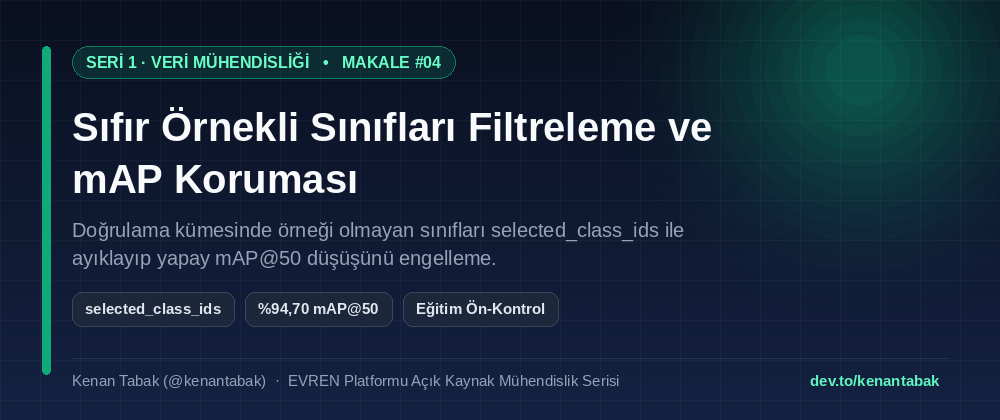 SERİ 1 · VERİ MÜHENDİSLİĞİ • MAKALE #04
Sıfır Örnekli Sınıfları Filtreleme ve
mAP Koruması
Doğrulama kümesinde örneği olmayan sınıfları selected_class_ids ile
ayıklayıp yapay mAP@50 düşüşünü engelleme.
selected_class_ids %94,70 mAP@50 Eğitim Ön-Kontrol
Kenan Tabak (@kenantabak) · EVREN Platformu Açık Kaynak Mühendislik Serisi dev.to/kenantabak